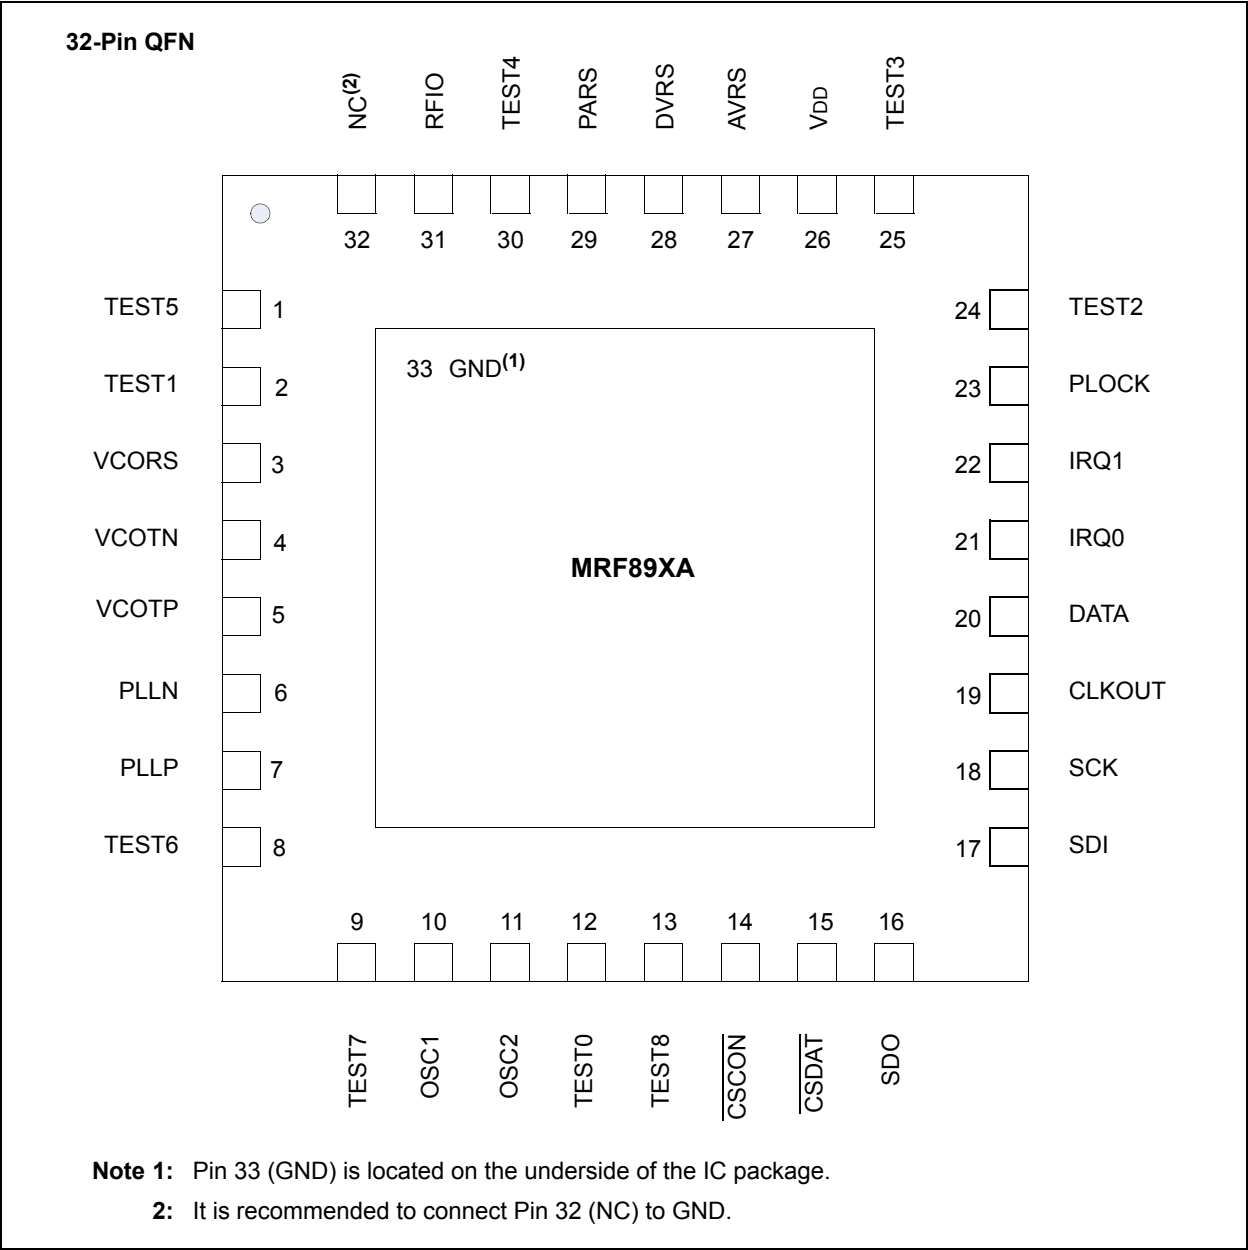 32-Pin QFN
NC(2) RFIO TEST4 PARS DVRS AVRS VDD TEST3
32 31 30 29 28 27 26 25
TEST5 1 24 TEST2
33 GND(1)
TEST1 2 23 PLOCK
VCORS 3 22 IRQ1
VCOTN 4 21 IRQ0
MRF89XA
VCOTP 5 20 DATA
PLLN 6 19 CLKOUT
PLLP 7 18 SCK
TEST6 8 17 SDI
9 10 11 12 13 14 15 16
TEST7 OSC1 OSC2 TEST0 TEST8 CSCON CSDAT SDO
Note 1: Pin 33 (GND) is located on the underside of the IC package.
2: It is recommended to connect Pin 32 (NC) to GND.